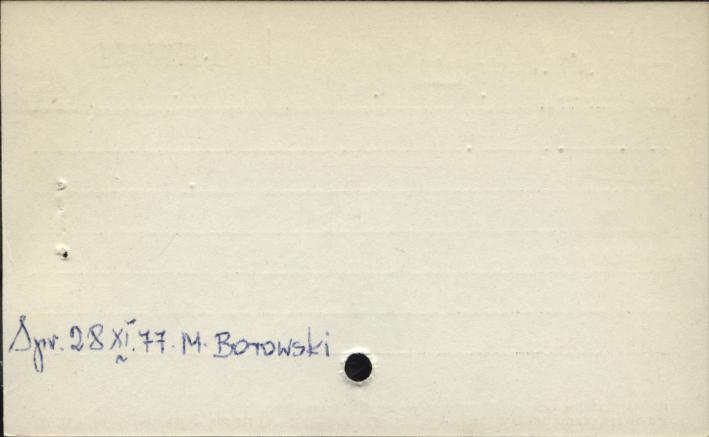 Spr. 28 XI. 77. M. Borowski